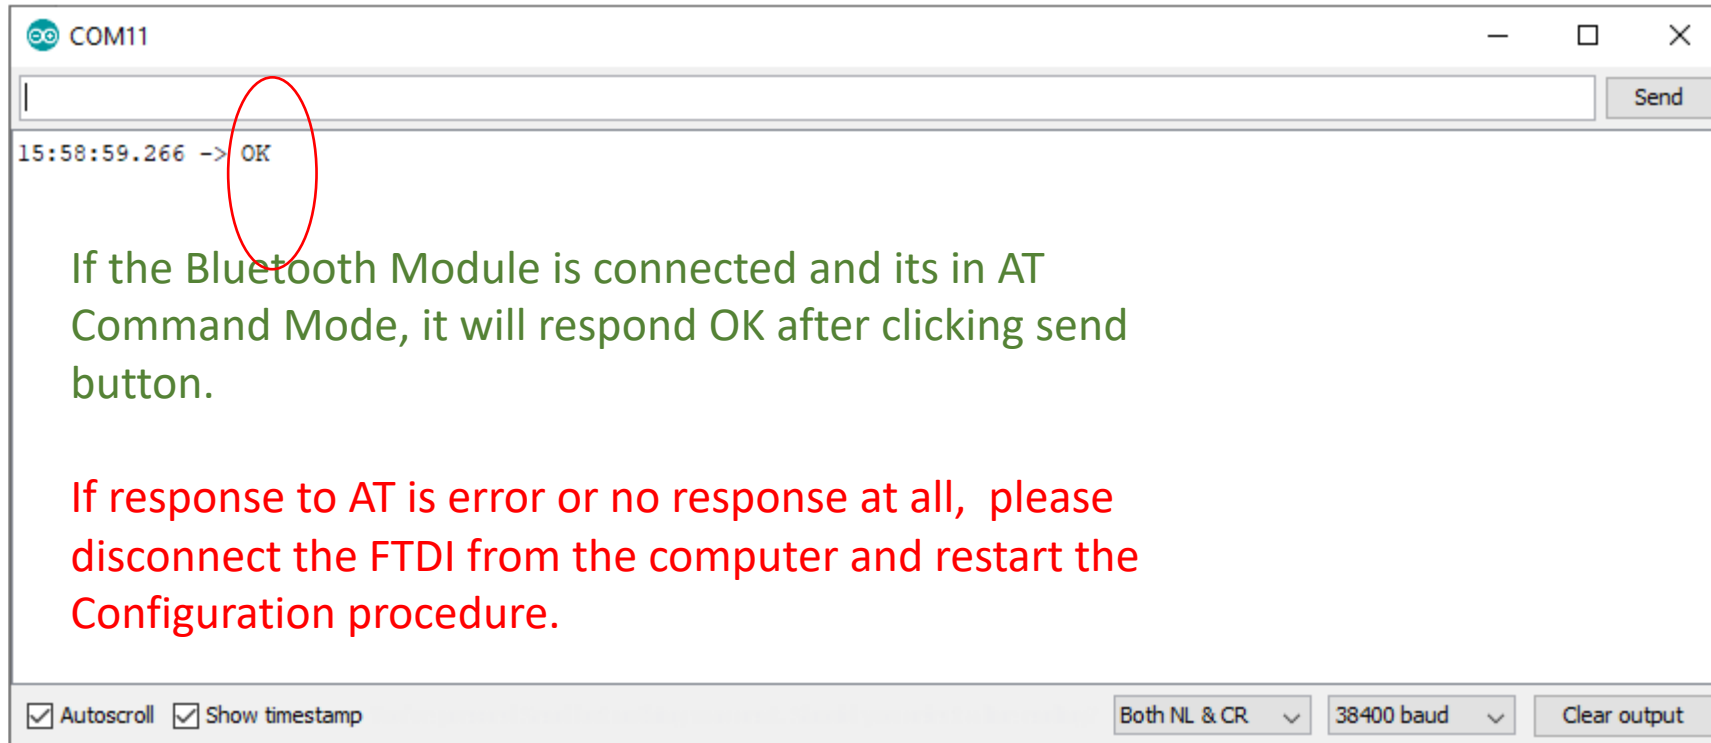 COM11
Send
15:58:59.266 -> OK
If the Bluetooth Module is connected and its in AT
Command Mode, it will respond OK after clicking send
button.
If response to AT is error or no response at all,  please
disconnect the FTDI from the computer and restart the
Configuration procedure.
Autoscroll Show timestamp Both NL & CR 38400 baud Clear output